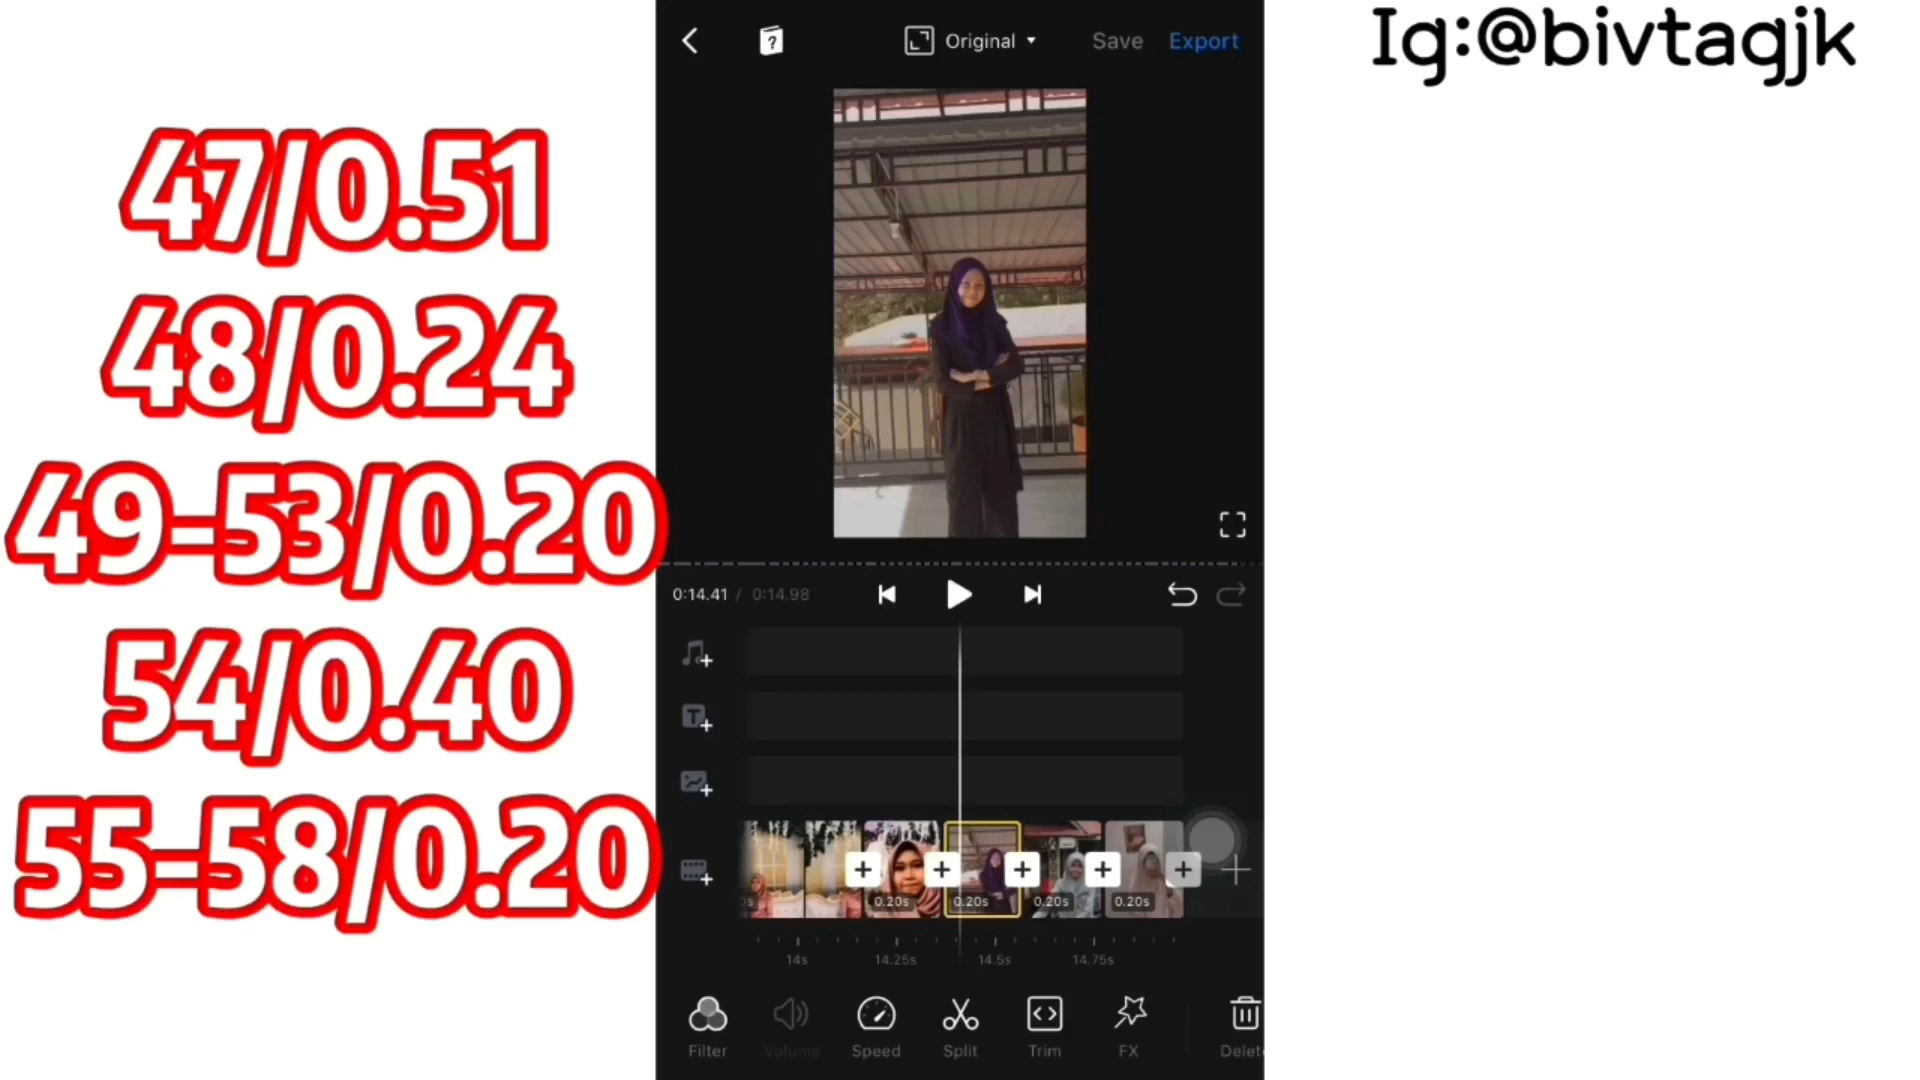 Ig:@bivtagjk
Original
Save
Export
47/0.51
48/0.24
49-53/0.20
54/0.40
55-58/0.20
0:14.41 / 0:14.98
0.20s
0.20s
0.20s
0.20s
14s
14.25s
14.5s
14.75s
Filter
Volume
Speed
Split
Trim
FX
Delet